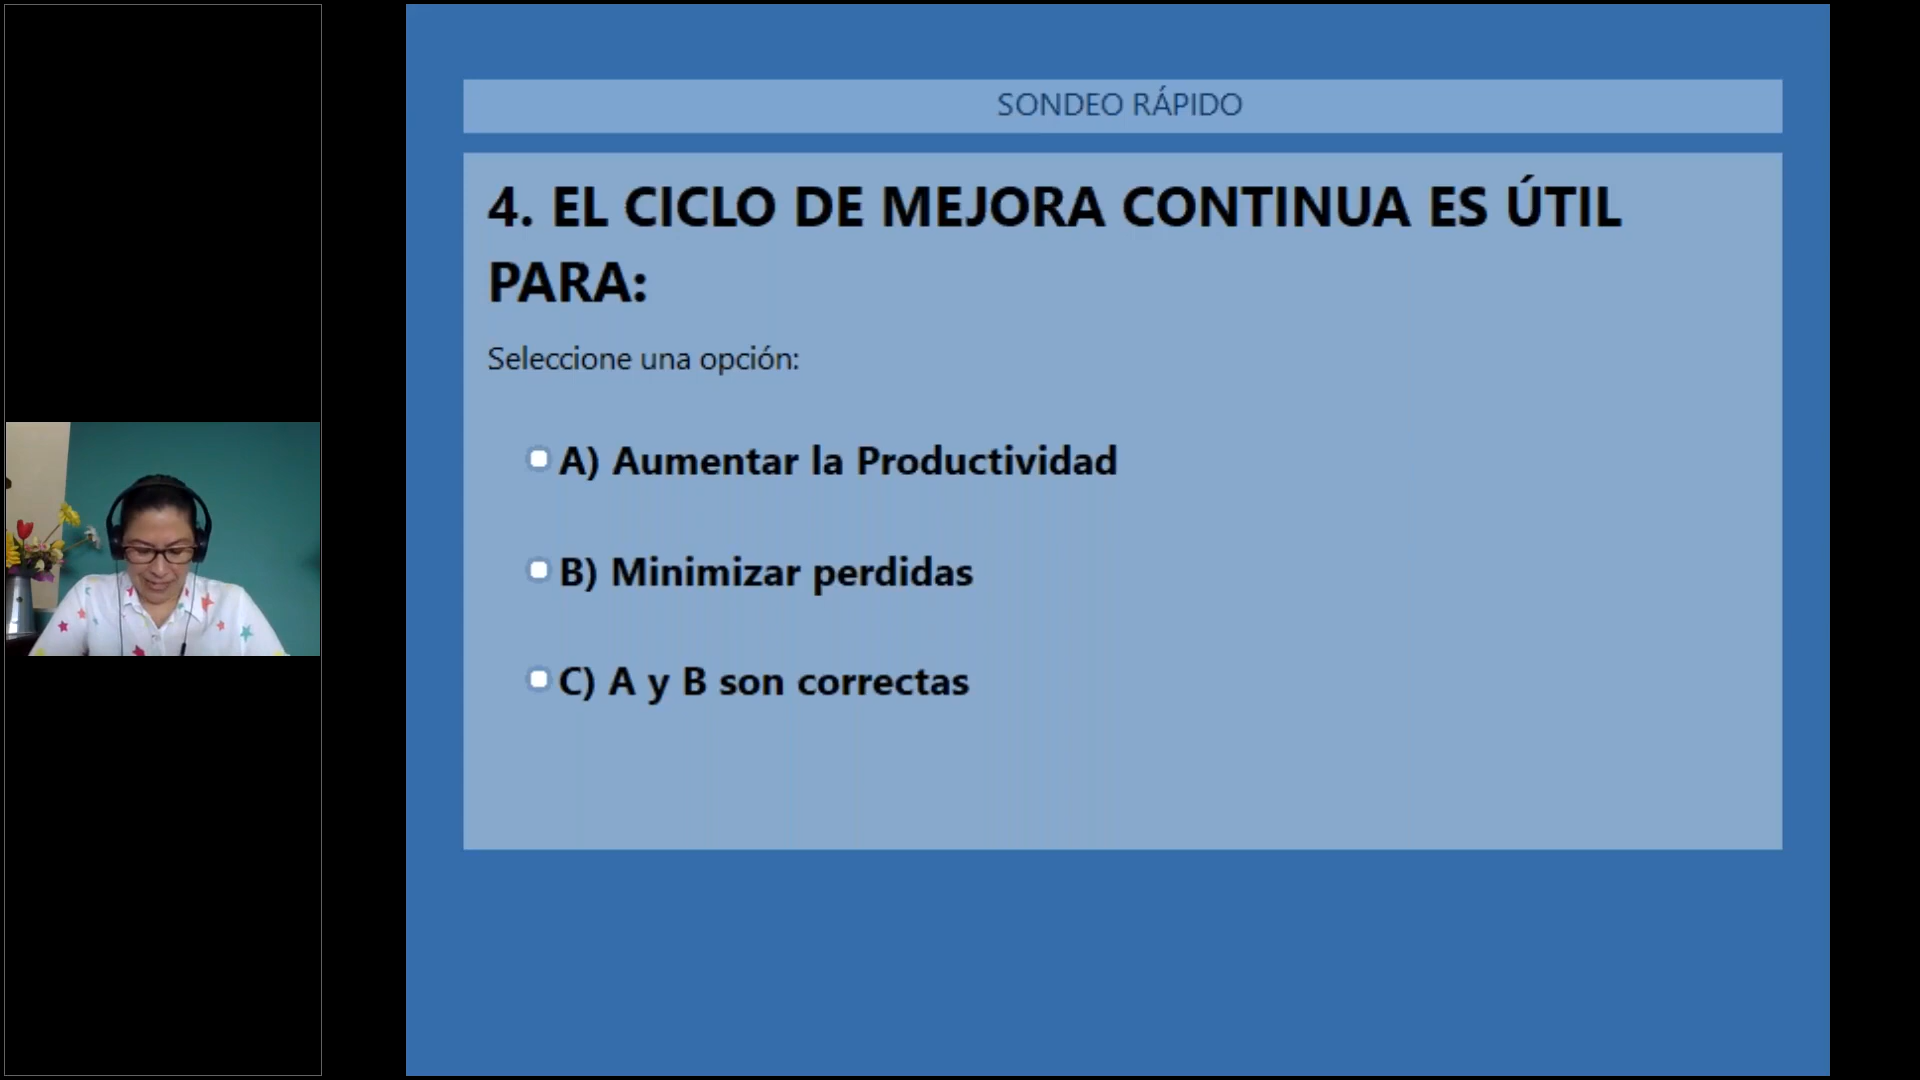 SONDEO RÁPIDO
4. EL CICLO DE MEJORA CONTINUA ES ÚTIL
PARA:
Seleccione una opción:
A) Aumentar la Productividad
B) Minimizar perdidas
C) A y B son correctas